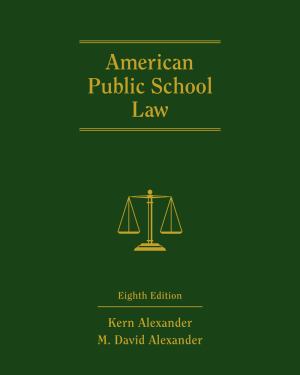 American
Public School
Law
Eighth Edition
Kern Alexander
M. David Alexander